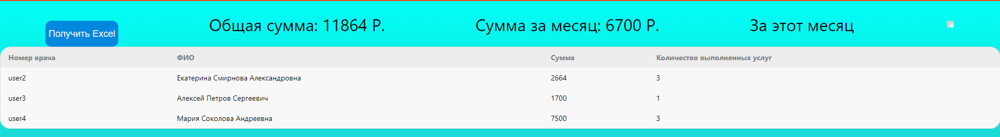 Получить Excel
Общая сумма: 11864 Р.
Сумма за месяц: 6700 Р.
За этот месяц
Номер врача ФИО Сумма Количество выполненных услуг
user2 Екатерина Смирнова Александровна 2664 3
user3 Алексей Петров Сергеевич 1700 1
user4 Мария Соколова Андреевна 7500 3